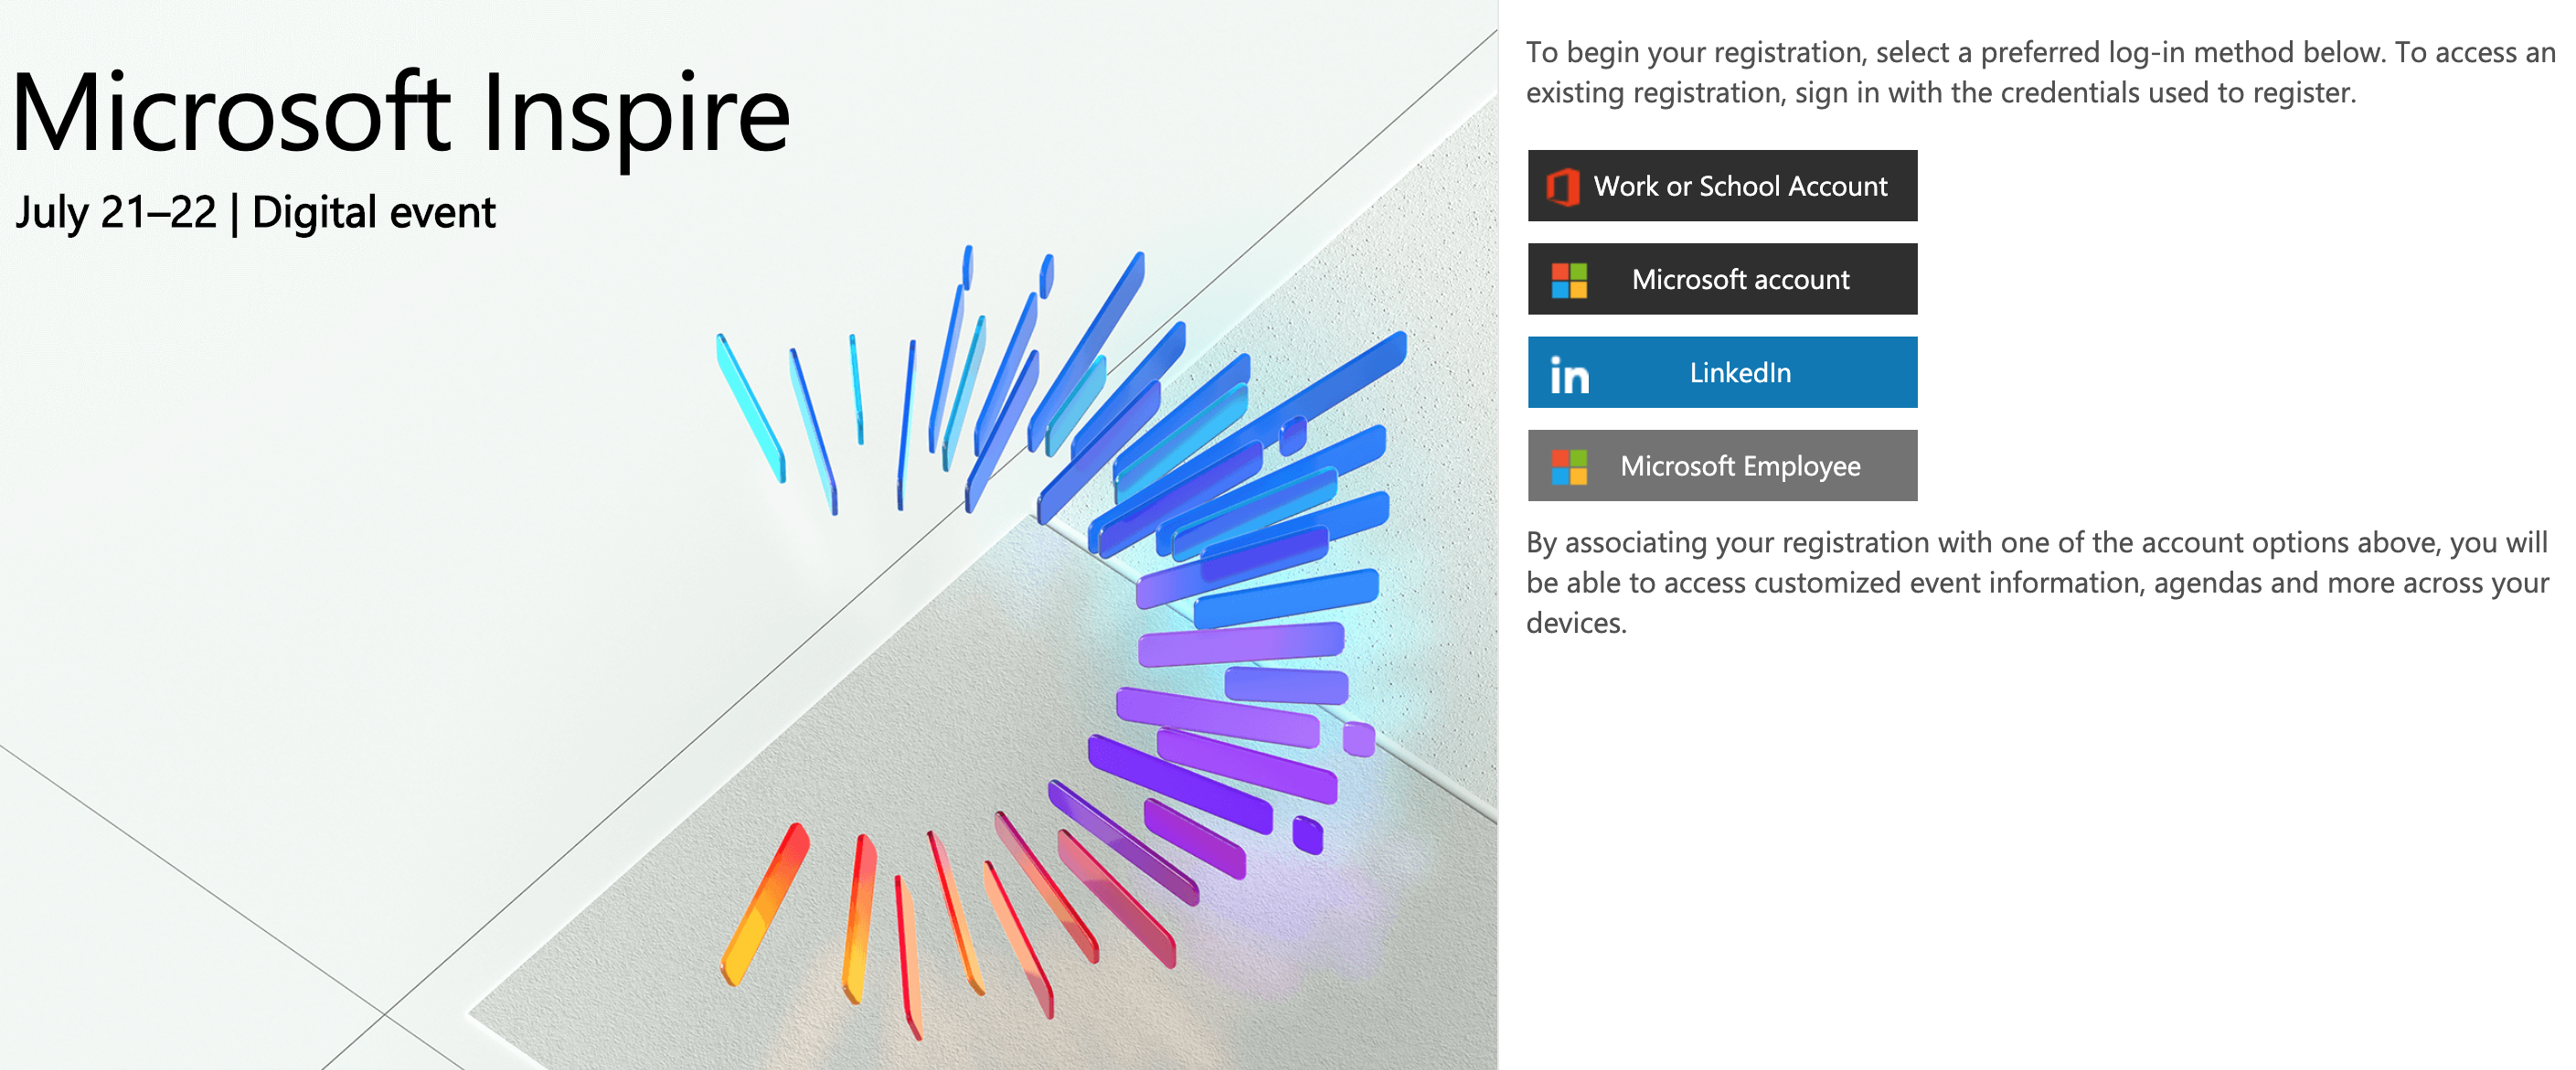 Microsoft Inspire
July 21–22 | Digital event
To begin your registration, select a preferred log-in method below. To access an
existing registration, sign in with the credentials used to register.
Work or School Account
Microsoft account
in LinkedIn
Microsoft Employee
By associating your registration with one of the account options above, you will
be able to access customized event information, agendas and more across your
devices.